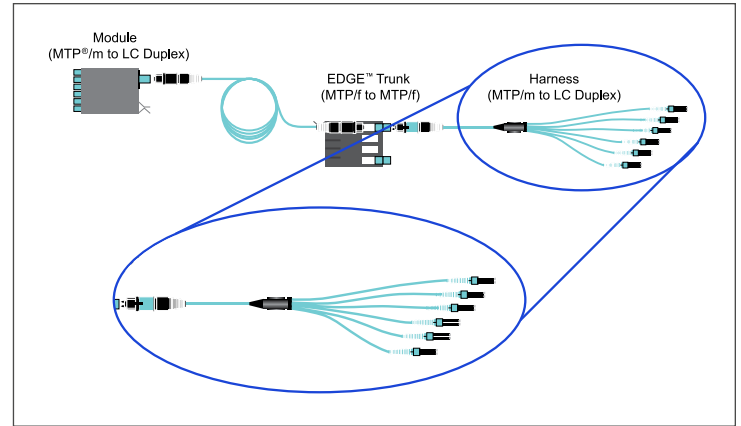 Module
(MTP®/m to LC Duplex)
EDGE™ Trunk
(MTP/f to MTP/f)
Harness
(MTP/m to LC Duplex)